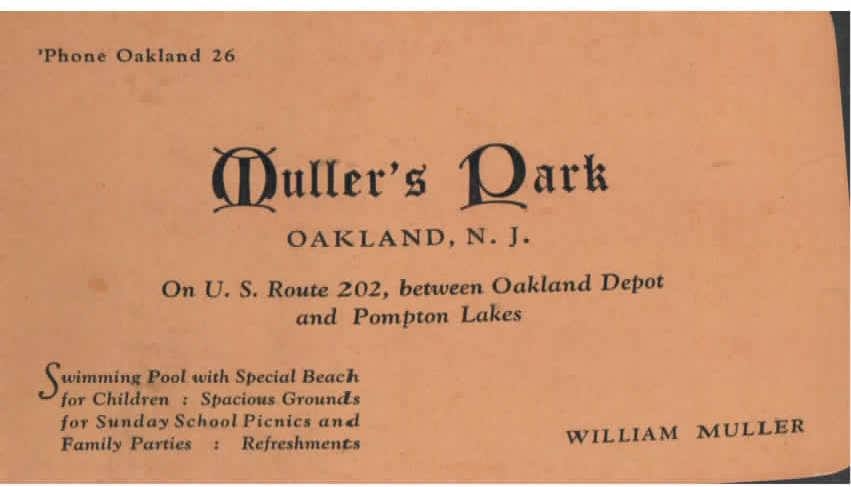 'Phone Oakland 26
Muller's Park
OAKLAND, N. J.
On U. S. Route 202, between Oakland Depot
and Pompton Lakes
Swimming Pool with Special Beach
for Children : Spacious Grounds
for Sunday School Picnics and
Family Parties : Refreshments
WILLIAM MULLER